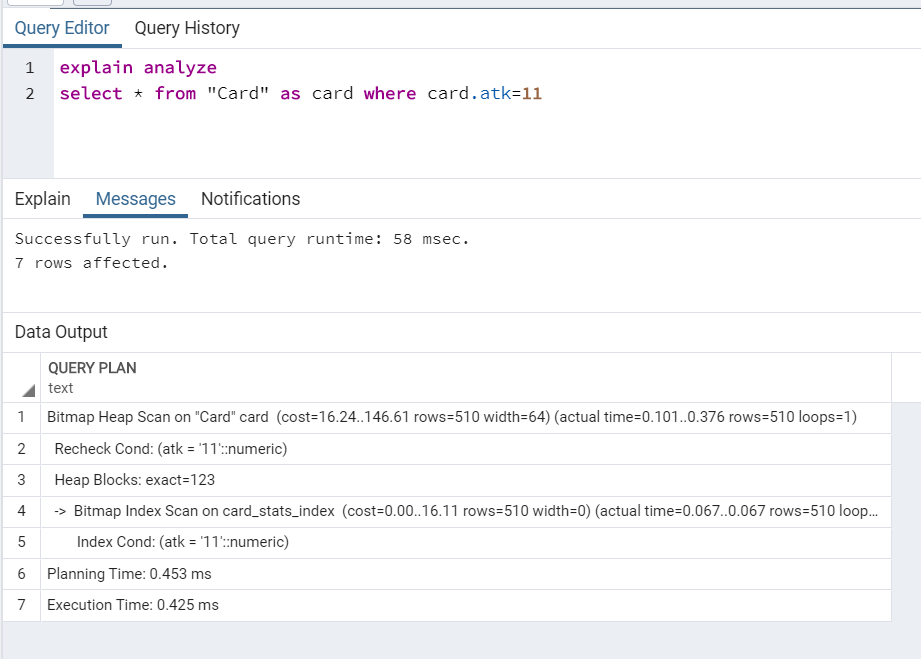 Query Editor Query History
1 explain analyze
2 select * from "Card" as card where card.atk=11
Explain Messages Notifications
Successfully run. Total query runtime: 58 msec.
7 rows affected.
Data Output
QUERY PLAN
text
1 Bitmap Heap Scan on "Card" card (cost=16.24..146.61 rows=510 width=64) (actual time=0.101..0.376 rows=510 loops=1)
2 Recheck Cond: (atk = '11'::numeric)
3 Heap Blocks: exact=123
4 -> Bitmap Index Scan on card_stats_index (cost=0.00..16.11 rows=510 width=0) (actual time=0.067..0.067 rows=510 loop...
5 Index Cond: (atk = '11'::numeric)
6 Planning Time: 0.453 ms
7 Execution Time: 0.425 ms